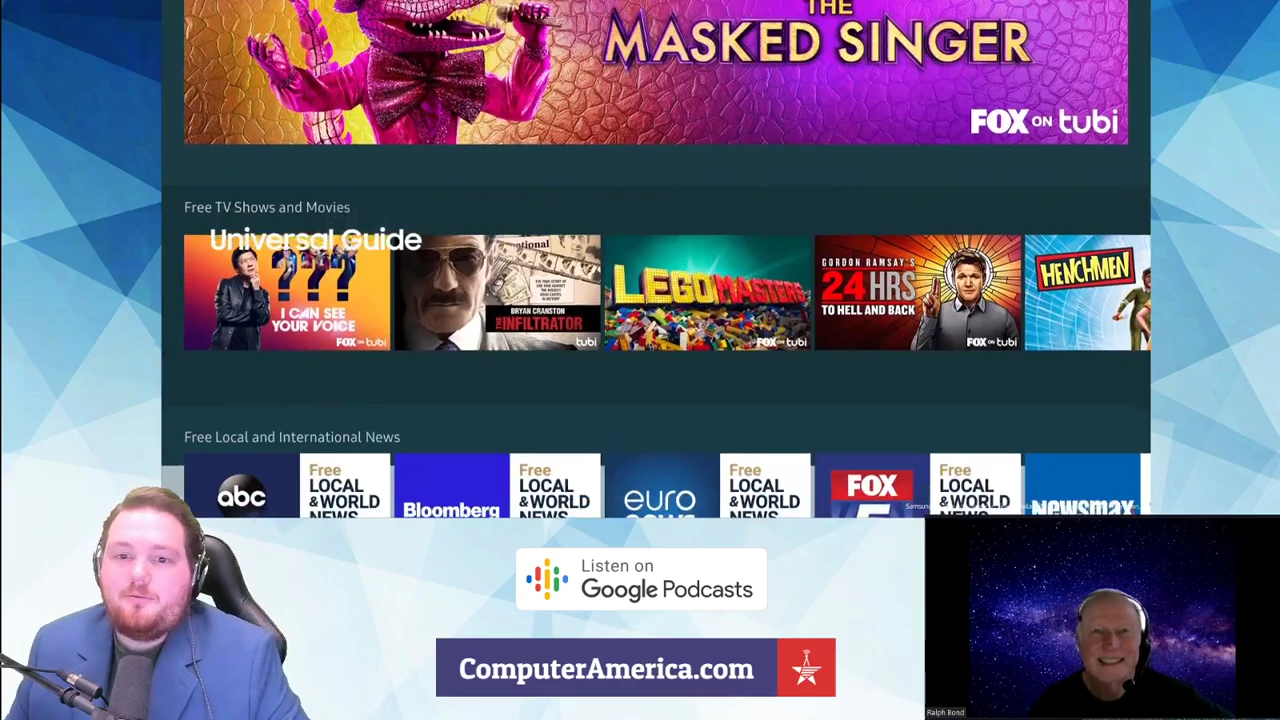 THE
MASKED SINGER
FOX ON tubi
Free TV Shows and Movies
Universal Guide
???
I CAN SEE
YOUR VOICE
FOX ON tubi
BRYAN CRANSTON
THE INFILTRATOR
tubi
LEGO MASTERS
FOX ON tubi
GORDON RAMSAY'S
24 HRS
TO HELL AND BACK
FOX ON tubi
HENCHMEN
Free Local and International News
abc
Free
LOCAL
&WORLD
NEWS
Bloomberg
Free
LOCAL
&WORLD
NEWS
euro
news
Free
LOCAL
&WORLD
NEWS
FOX
5
Free
LOCAL
&WORLD
NEWS
Newsmax
Listen on
Google Podcasts
ComputerAmerica.com
Ralph Bond